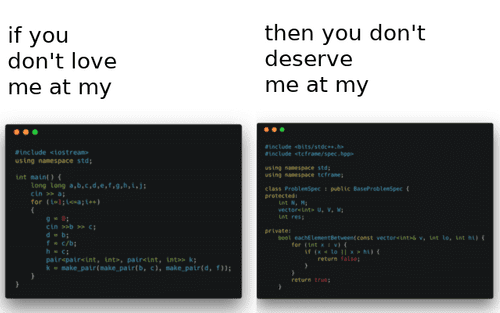 if you
don't love
me at my
then you don't
deserve
me at my
#include <iostream>
using namespace std;
int main() {
long long a,b,c,d,e,f,g,h,i,j;
cin >> a;
for (i=1;i<=a;i++)
{
g = 0;
cin >>b >> c;
d = b;
f = c/b;
h = c;
pair<pair<int, int>, pair<int, int>> k;
k = make_pair(make_pair(b, c), make_pair(d, f));
}
}
#include <bits/stdc++.h>
#include <tcframe/spec.hpp>
using namespace std;
using namespace tcframe;
class ProblemSpec : public BaseProblemSpec {
protected:
int N, M;
vector<int> U, V, W;
int res;
private:
bool eachElementBetween(const vector<int>& v, int lo, int hi) {
for (int x : v) {
if (x < lo || x > hi) {
return false;
}
}
return true;
}